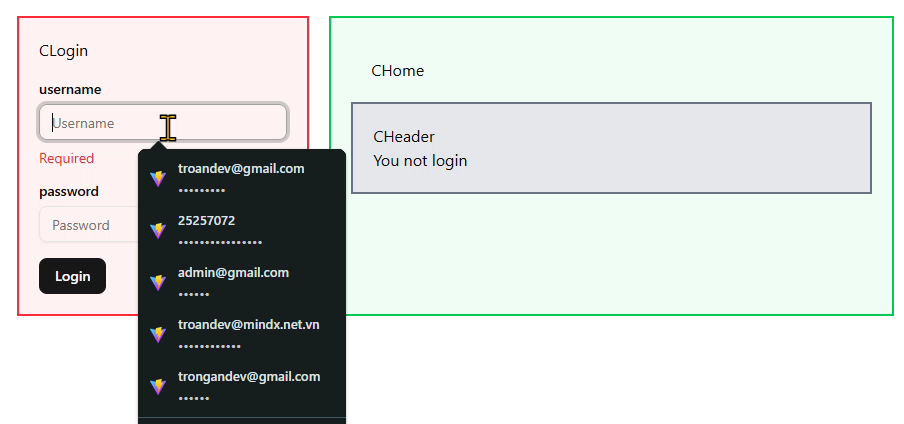 CLogin
username
Username
Required
password
Password
Login
troandev@gmail.com
•••••••••
25257072
••••••••••••••••
admin@gmail.com
••••••
troandev@mindx.net.vn
••••••••••••
trongandev@gmail.com
••••••
CHome
CHeader
You not login